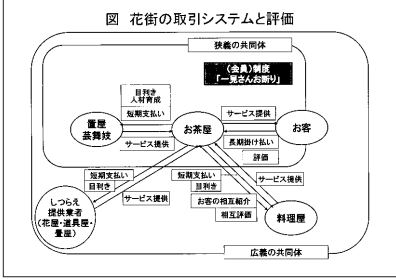 図 花街の取引システムと評価
狭義の共同体
(会員)制度
「一見さんお断り」
目利き
人材育成
短期支払い
サービス提供
置屋
芸舞妓
お茶屋
お客
サービス提供
長期掛け払い
評価
短期支払い
目利き
サービス提供
短期支払い
目利き
サービス提供
お客の相互紹介
相互評価
しつらえ
提供業者
(花屋・道具屋・
畳屋)
料理屋
広義の共同体